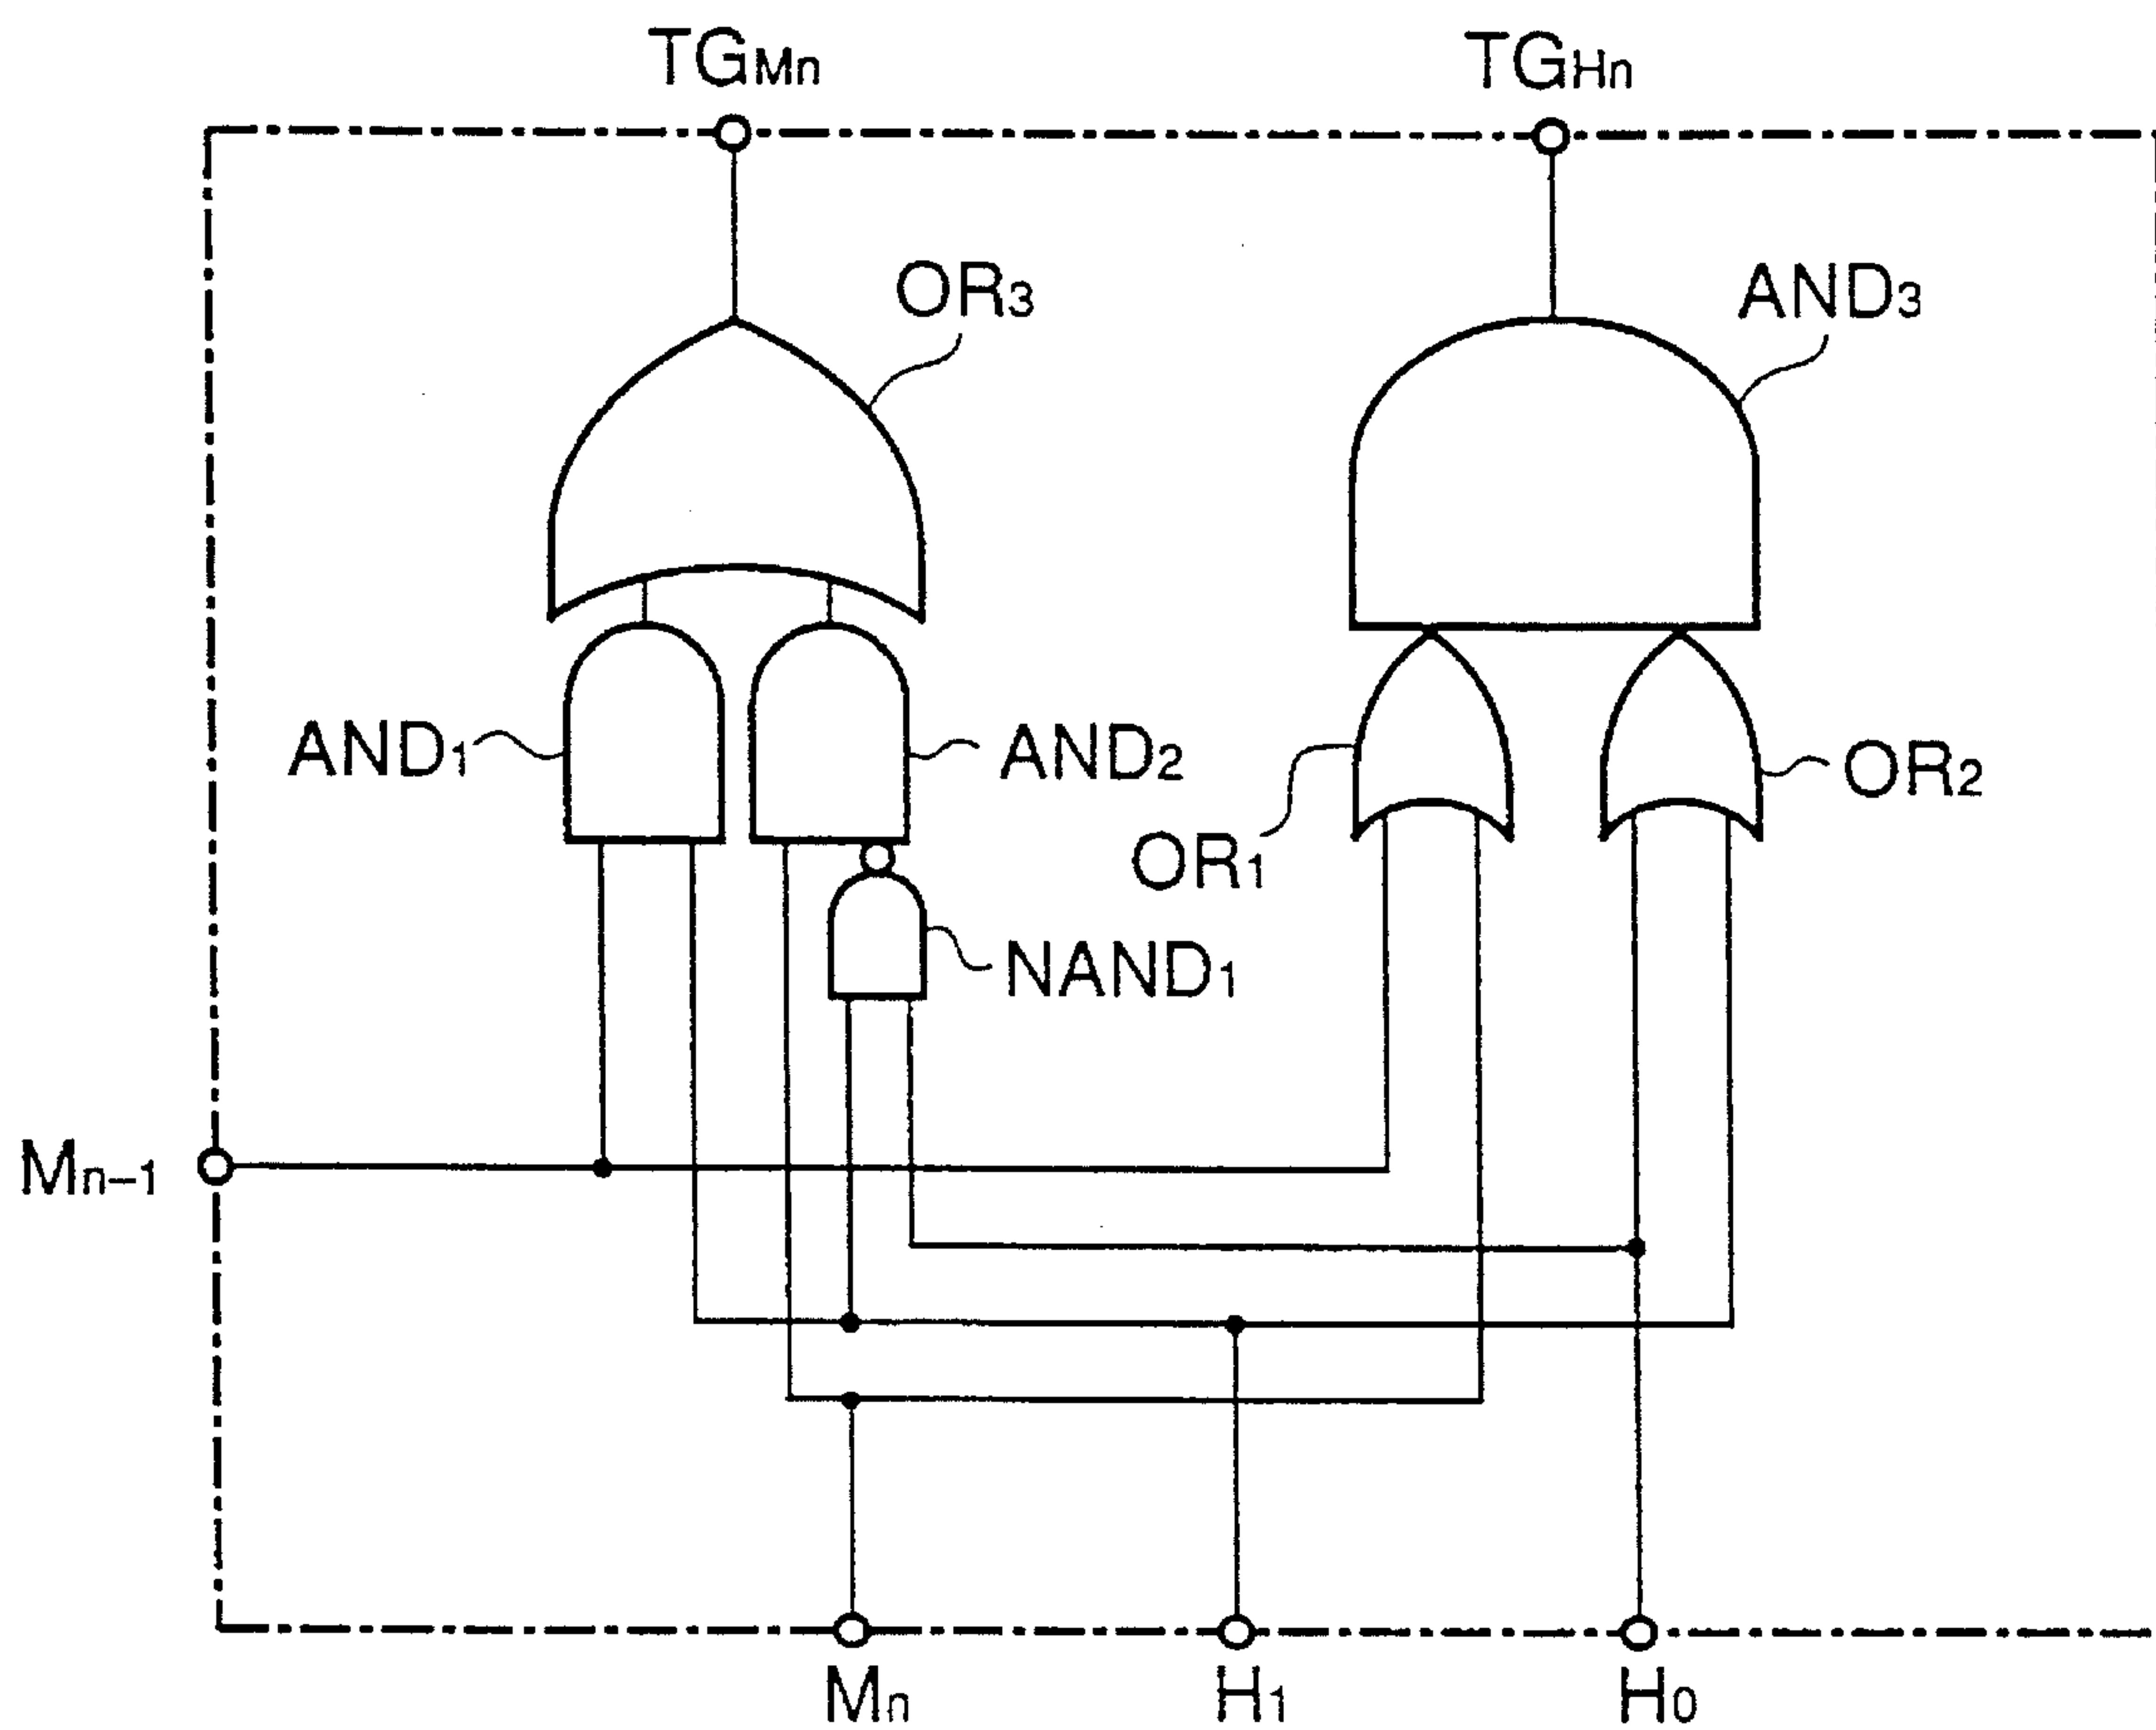 TGMn
TGHn
OR3
AND3
AND1
AND2
OR1
OR2
NAND1
Mn-1
Mn
H1
H0